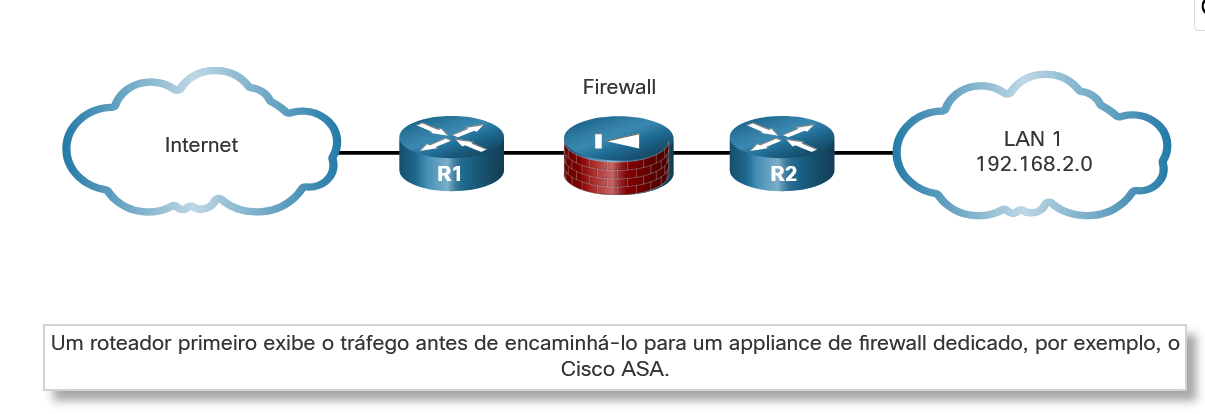 Firewall
Internet
R1
R2
LAN 1
192.168.2.0
Um roteador primeiro exibe o tráfego antes de encaminhá-lo para um appliance de firewall dedicado, por exemplo, o
Cisco ASA.